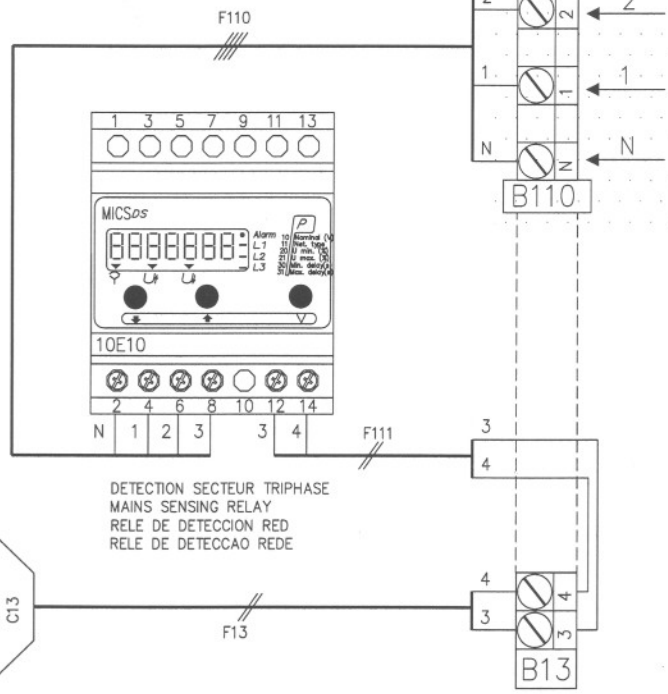 F110
2
2
2
1
1
1
N
N
N
B110
1 3 5 7 9 11 13
MICSDS
P
Alarm
L1
L2
L3
10 Nominal (V)
11 Net. type
20 U min. (%)
21 U max. (%)
30 Min. delay(s)
31 Max. delay(s)
V
10E10
2 4 6 8 10 12 14
N 1 2 3 3 4
F111
3
4
DETECTION SECTEUR TRIPHASE
MAINS SENSING RELAY
RELE DE DETECCION RED
RELE DE DETECCAO REDE
C13
F13
4
4
3
3
B13